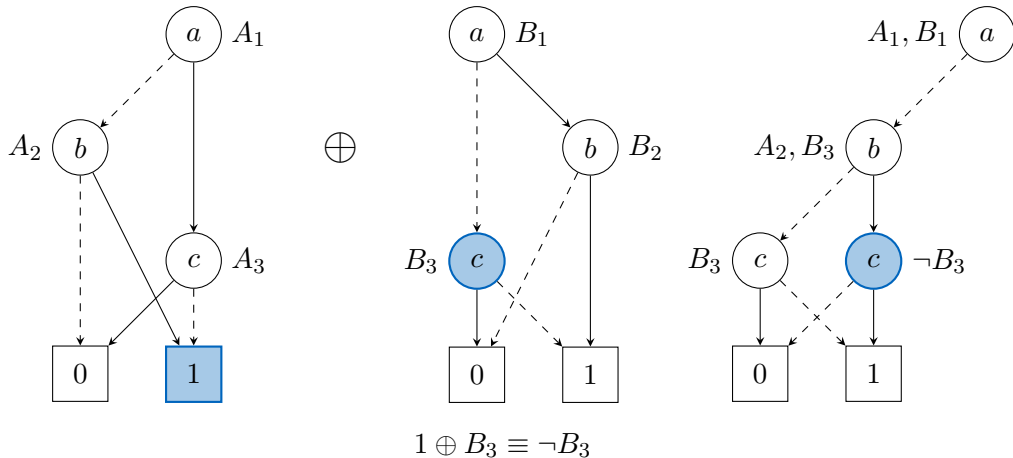 a A₁ a B₁ A₁, B₁ a
A₂ b ⊕ b B₂ A₂, B₃ b
c A₃ B₃ c B₃ c c ¬B₃
0 1 0 1 0 1
1 ⊕ B₃ ≡ ¬B₃